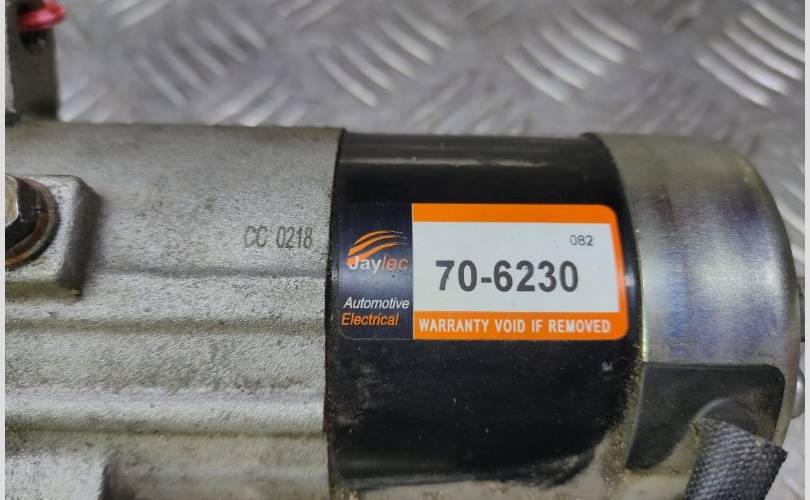 CC 0218
082
Jaylec
70-6230
Automotive
Electrical
WARRANTY VOID IF REMOVED